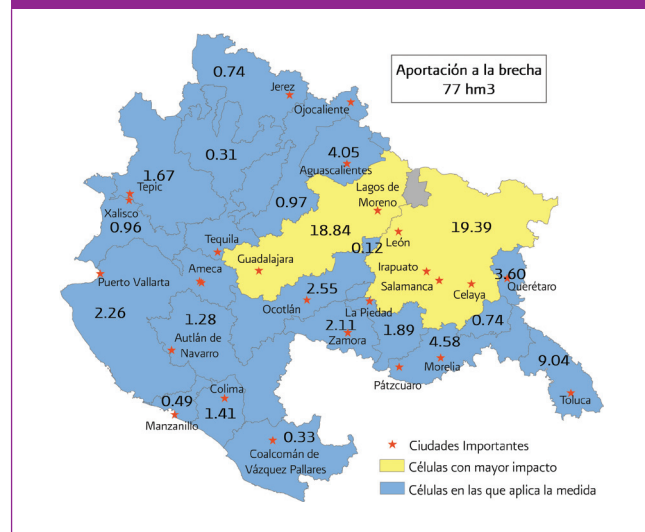 Aportación a la brecha
77 hm3
0.74
Jerez
Ojocaliente
4.05
Aguascalientes
0.31
1.67
Tepic
Xalisco
0.96
0.97
Lagos de
Moreno
18.84
0.12
León
19.39
Tequila
Guadalajara
Irapuato
Salamanca
Celaya
3.60
Querétaro
Puerto Vallarta
Ameca
2.26
2.55
Ocotlán
La Piedad
1.28
Autlán de
Navarro
2.11
Zamora
1.89
0.74
4.58
Morelia
Pátzcuaro
9.04
Toluca
Colima
0.49
1.41
Manzanillo
0.33
Coalcomán de
Vázquez Pallares
Ciudades Importantes
Células con mayor impacto
Células en las que aplica la medida